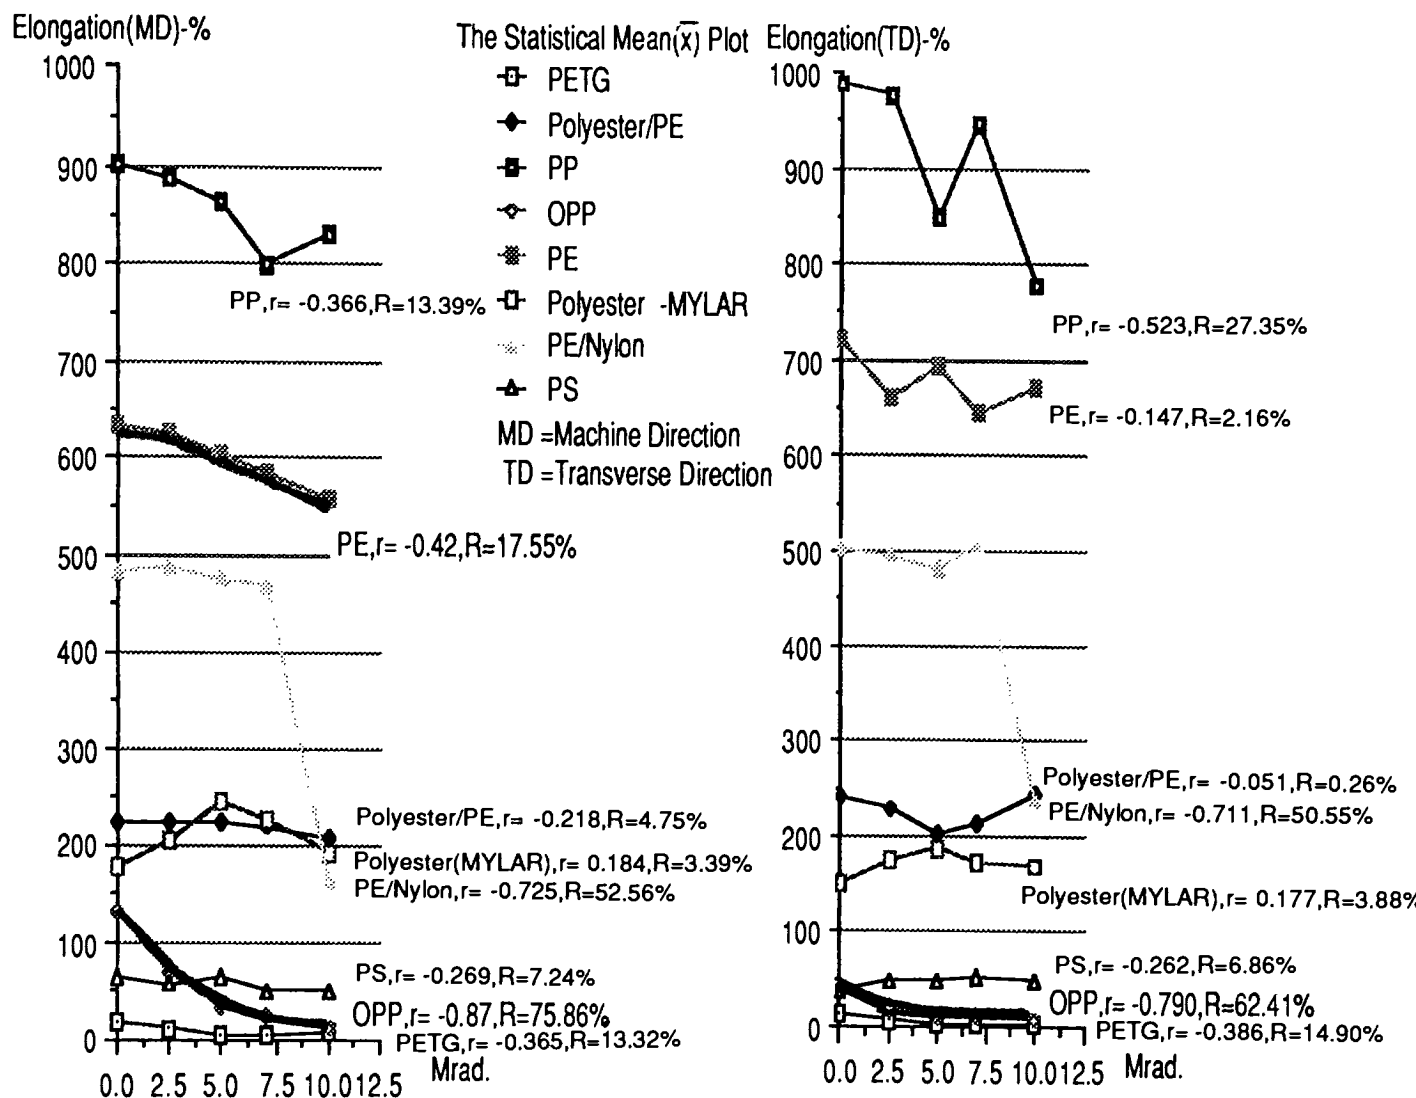 Elongation(MD)-%
1000
900
800
700
600
500
400
300
200
100
0
0.0 2.5 5.0 7.5 10.0 12.5
Mrad.
PP,r= -0.366,R=13.39%
PE,r= -0.42,R=17.55%
Polyester/PE,r= -0.218,R=4.75%
Polyester(MYLAR),r= 0.184,R=3.39%
PE/Nylon,r= -0.725,R=52.56%
PS,r= -0.269,R=7.24%
OPP,r= -0.87,R=75.86%
PETG,r= -0.365,R=13.32%
The Statistical Mean(x̅) Plot
PETG
Polyester/PE
PP
OPP
PE
Polyester -MYLAR
PE/Nylon
PS
MD =Machine Direction
TD =Transverse Direction
Elongation(TD)-%
1000
900
800
700
600
500
400
300
200
100
0
0.0 2.5 5.0 7.5 10.0 12.5
Mrad.
PP,r= -0.523,R=27.35%
PE,r= -0.147,R=2.16%
Polyester/PE,r= -0.051,R=0.26%
PE/Nylon,r= -0.711,R=50.55%
Polyester(MYLAR),r= 0.177,R=3.88%
PS,r= -0.262,R=6.86%
OPP,r= -0.790,R=62.41%
PETG,r= -0.386,R=14.90%